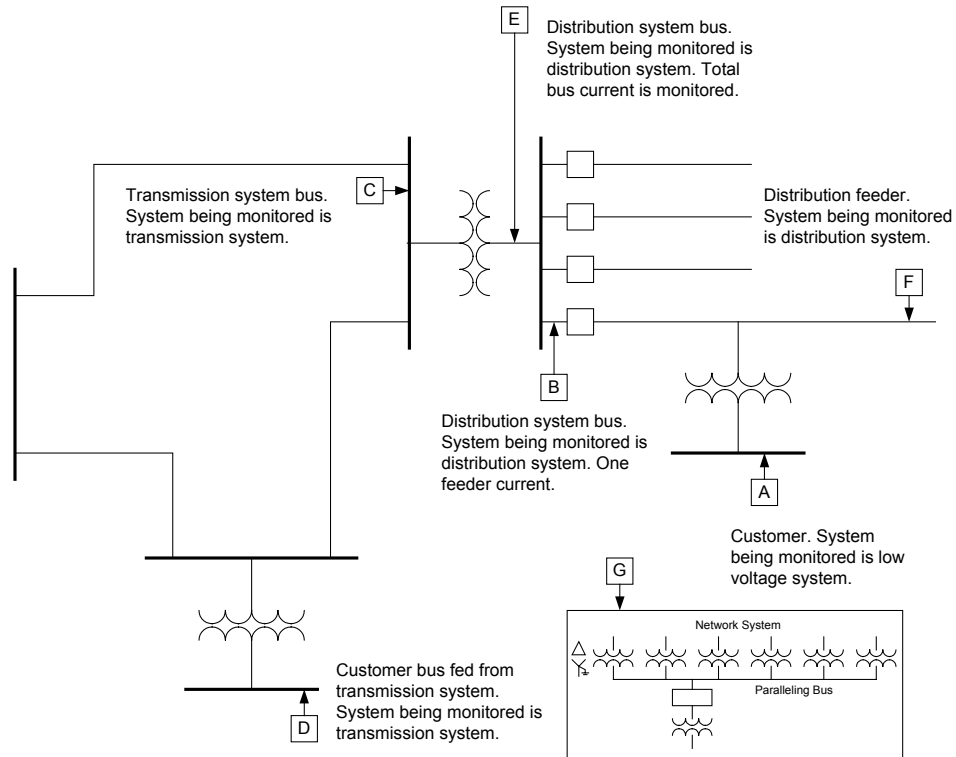 E
Distribution system bus.
System being monitored is
distribution system. Total
bus current is monitored.
C
Transmission system bus.
System being monitored is
transmission system.
Distribution feeder.
System being monitored
is distribution system.
F
B
Distribution system bus.
System being monitored is
distribution system. One
feeder current.
A
Customer. System
being monitored is low
voltage system.
G
Network System
Paralleling Bus
Customer bus fed from
transmission system.
System being monitored is
transmission system.
D